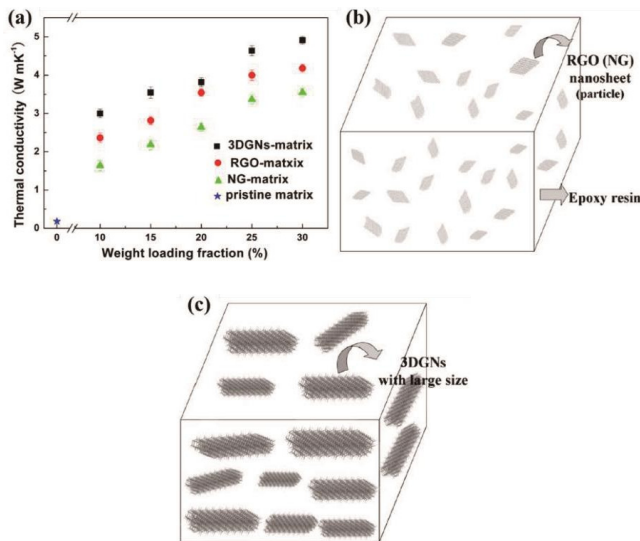 (a)
Thermal conductivity (W mK⁻¹)
5
4
3
2
1
0
3DGNs-matrix
RGO-matxix
NG-matrix
pristine matrix
0 10 15 20 25 30
Weight loading fraction (%)
(b)
RGO (NG)
nanosheet
(particle)
Epoxy resin
(c)
3DGNs
with large size